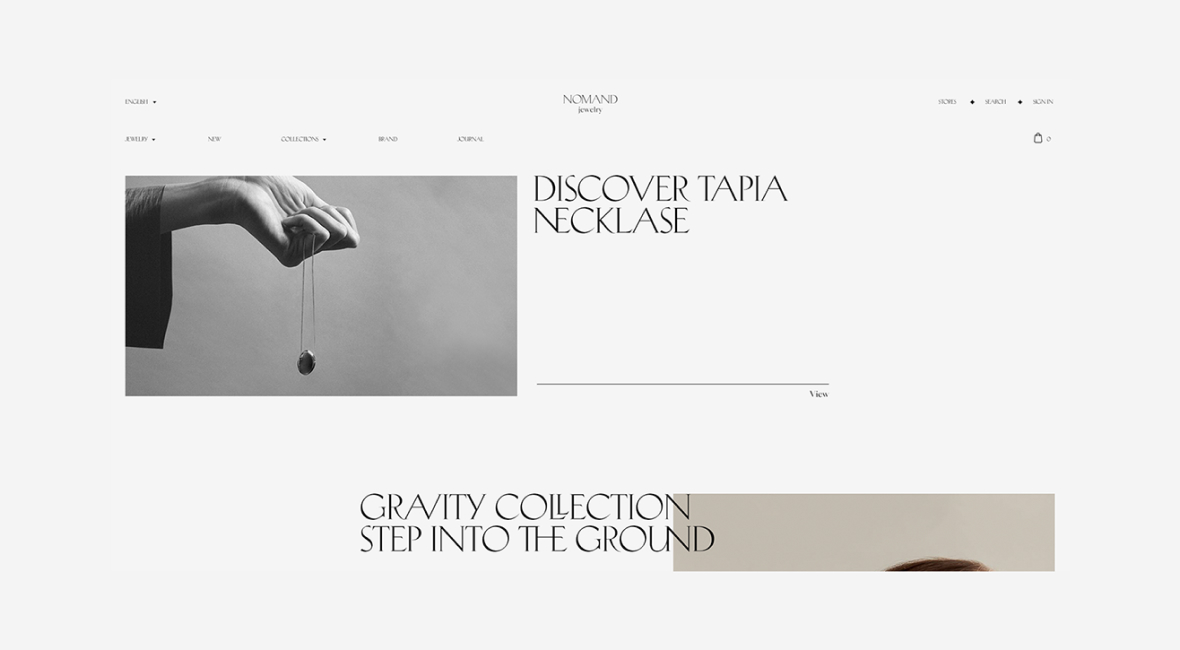 ENGLISH
NOMAND
jewelry
STORES ◆ SEARCH ◆ SIGN IN
JEWELRY NEW COLLECTIONS BRAND JOURNAL 0
DISCOVER TAPIA
NECKLASE
View
GRAVITY COLLECTION
STEP INTO THE GROUND